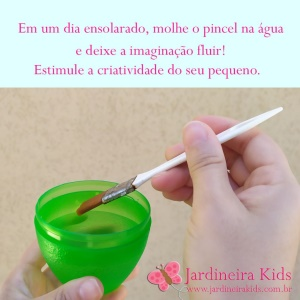 Em um dia ensolarado, molhe o pincel na água
e deixe a imaginação fluir!
Estimule a criatividade do seu pequeno.
Jardineira Kids
www.jardineirakids.com.br